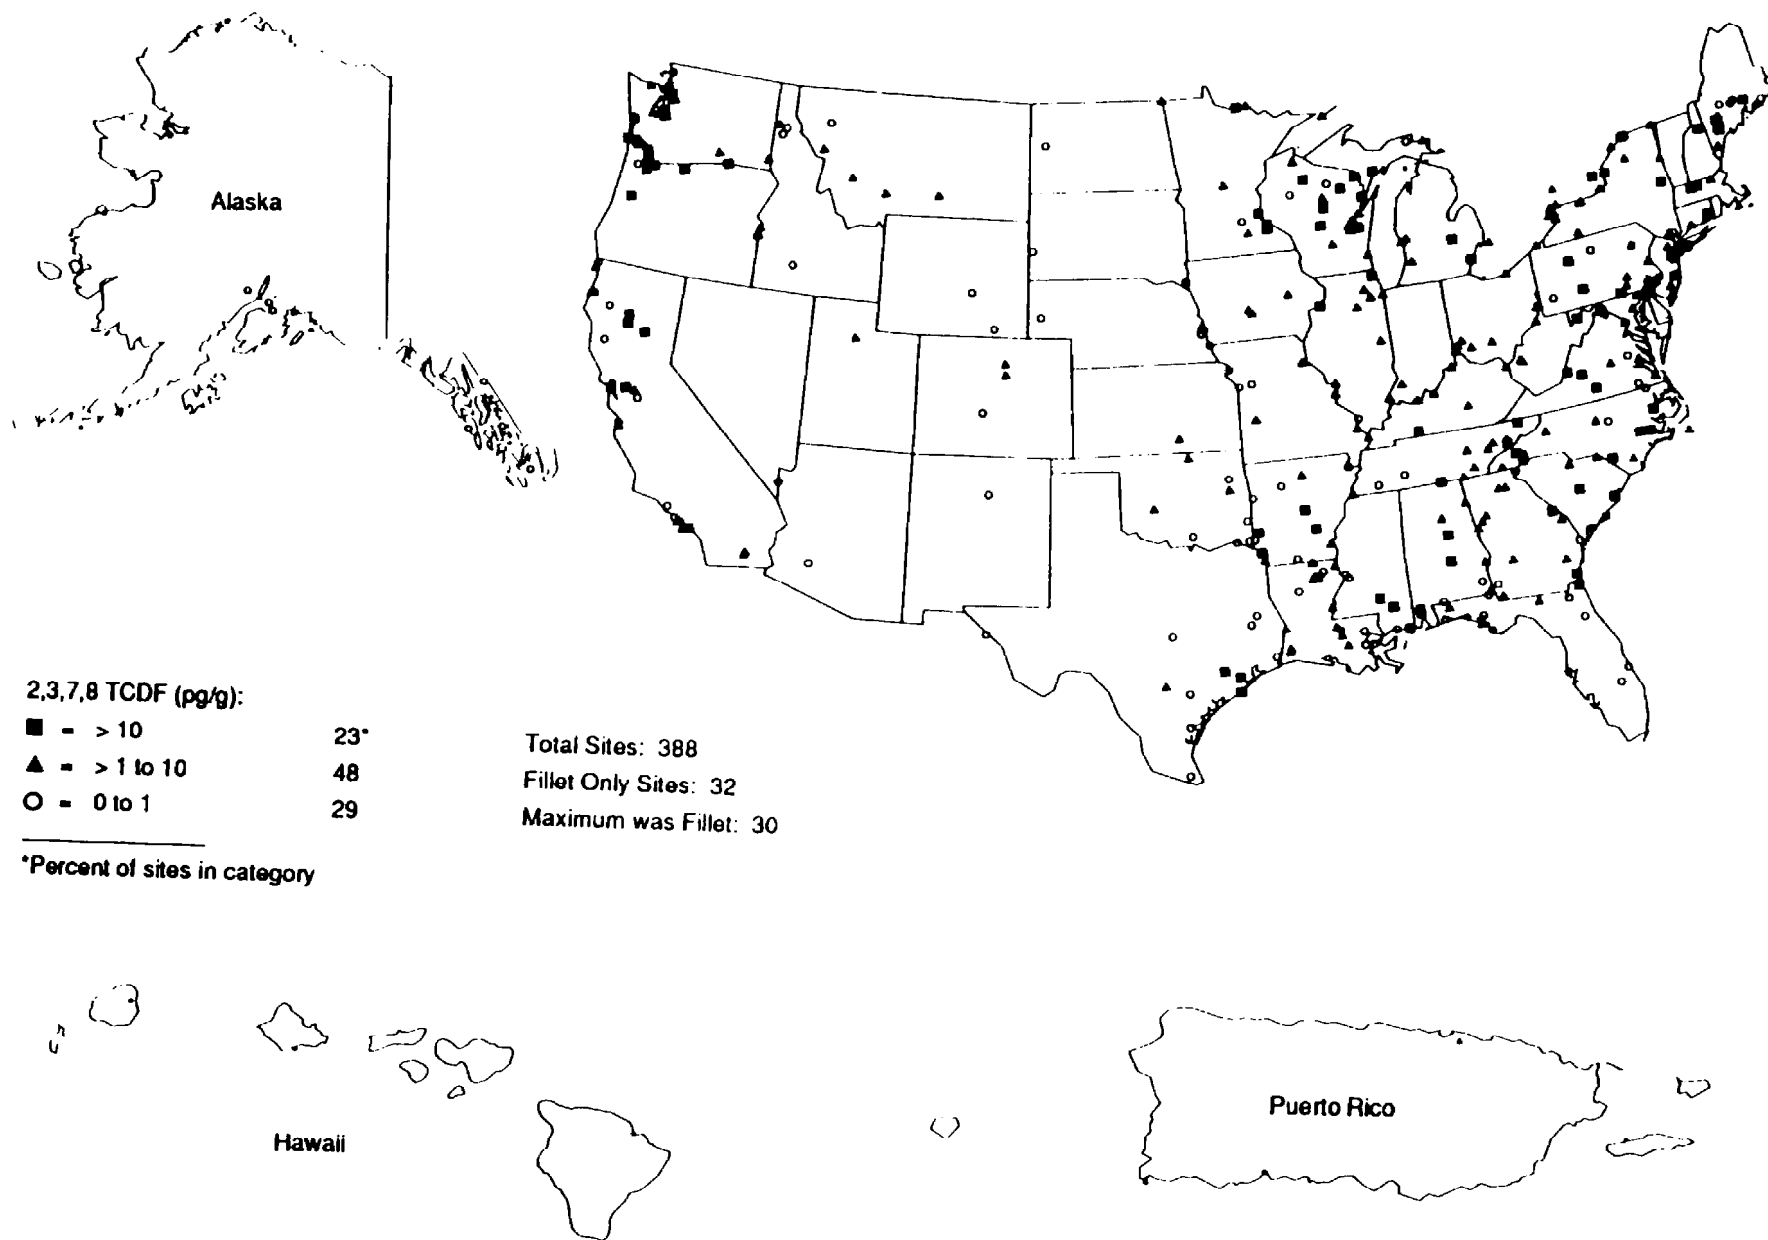 Alaska
2,3,7,8 TCDF (pg/g):
■ = > 10 23*
▲ = > 1 to 10 48
○ = 0 to 1 29
*Percent of sites in category
Total Sites: 388
Fillet Only Sites: 32
Maximum was Fillet: 30
Hawaii
Puerto Rico